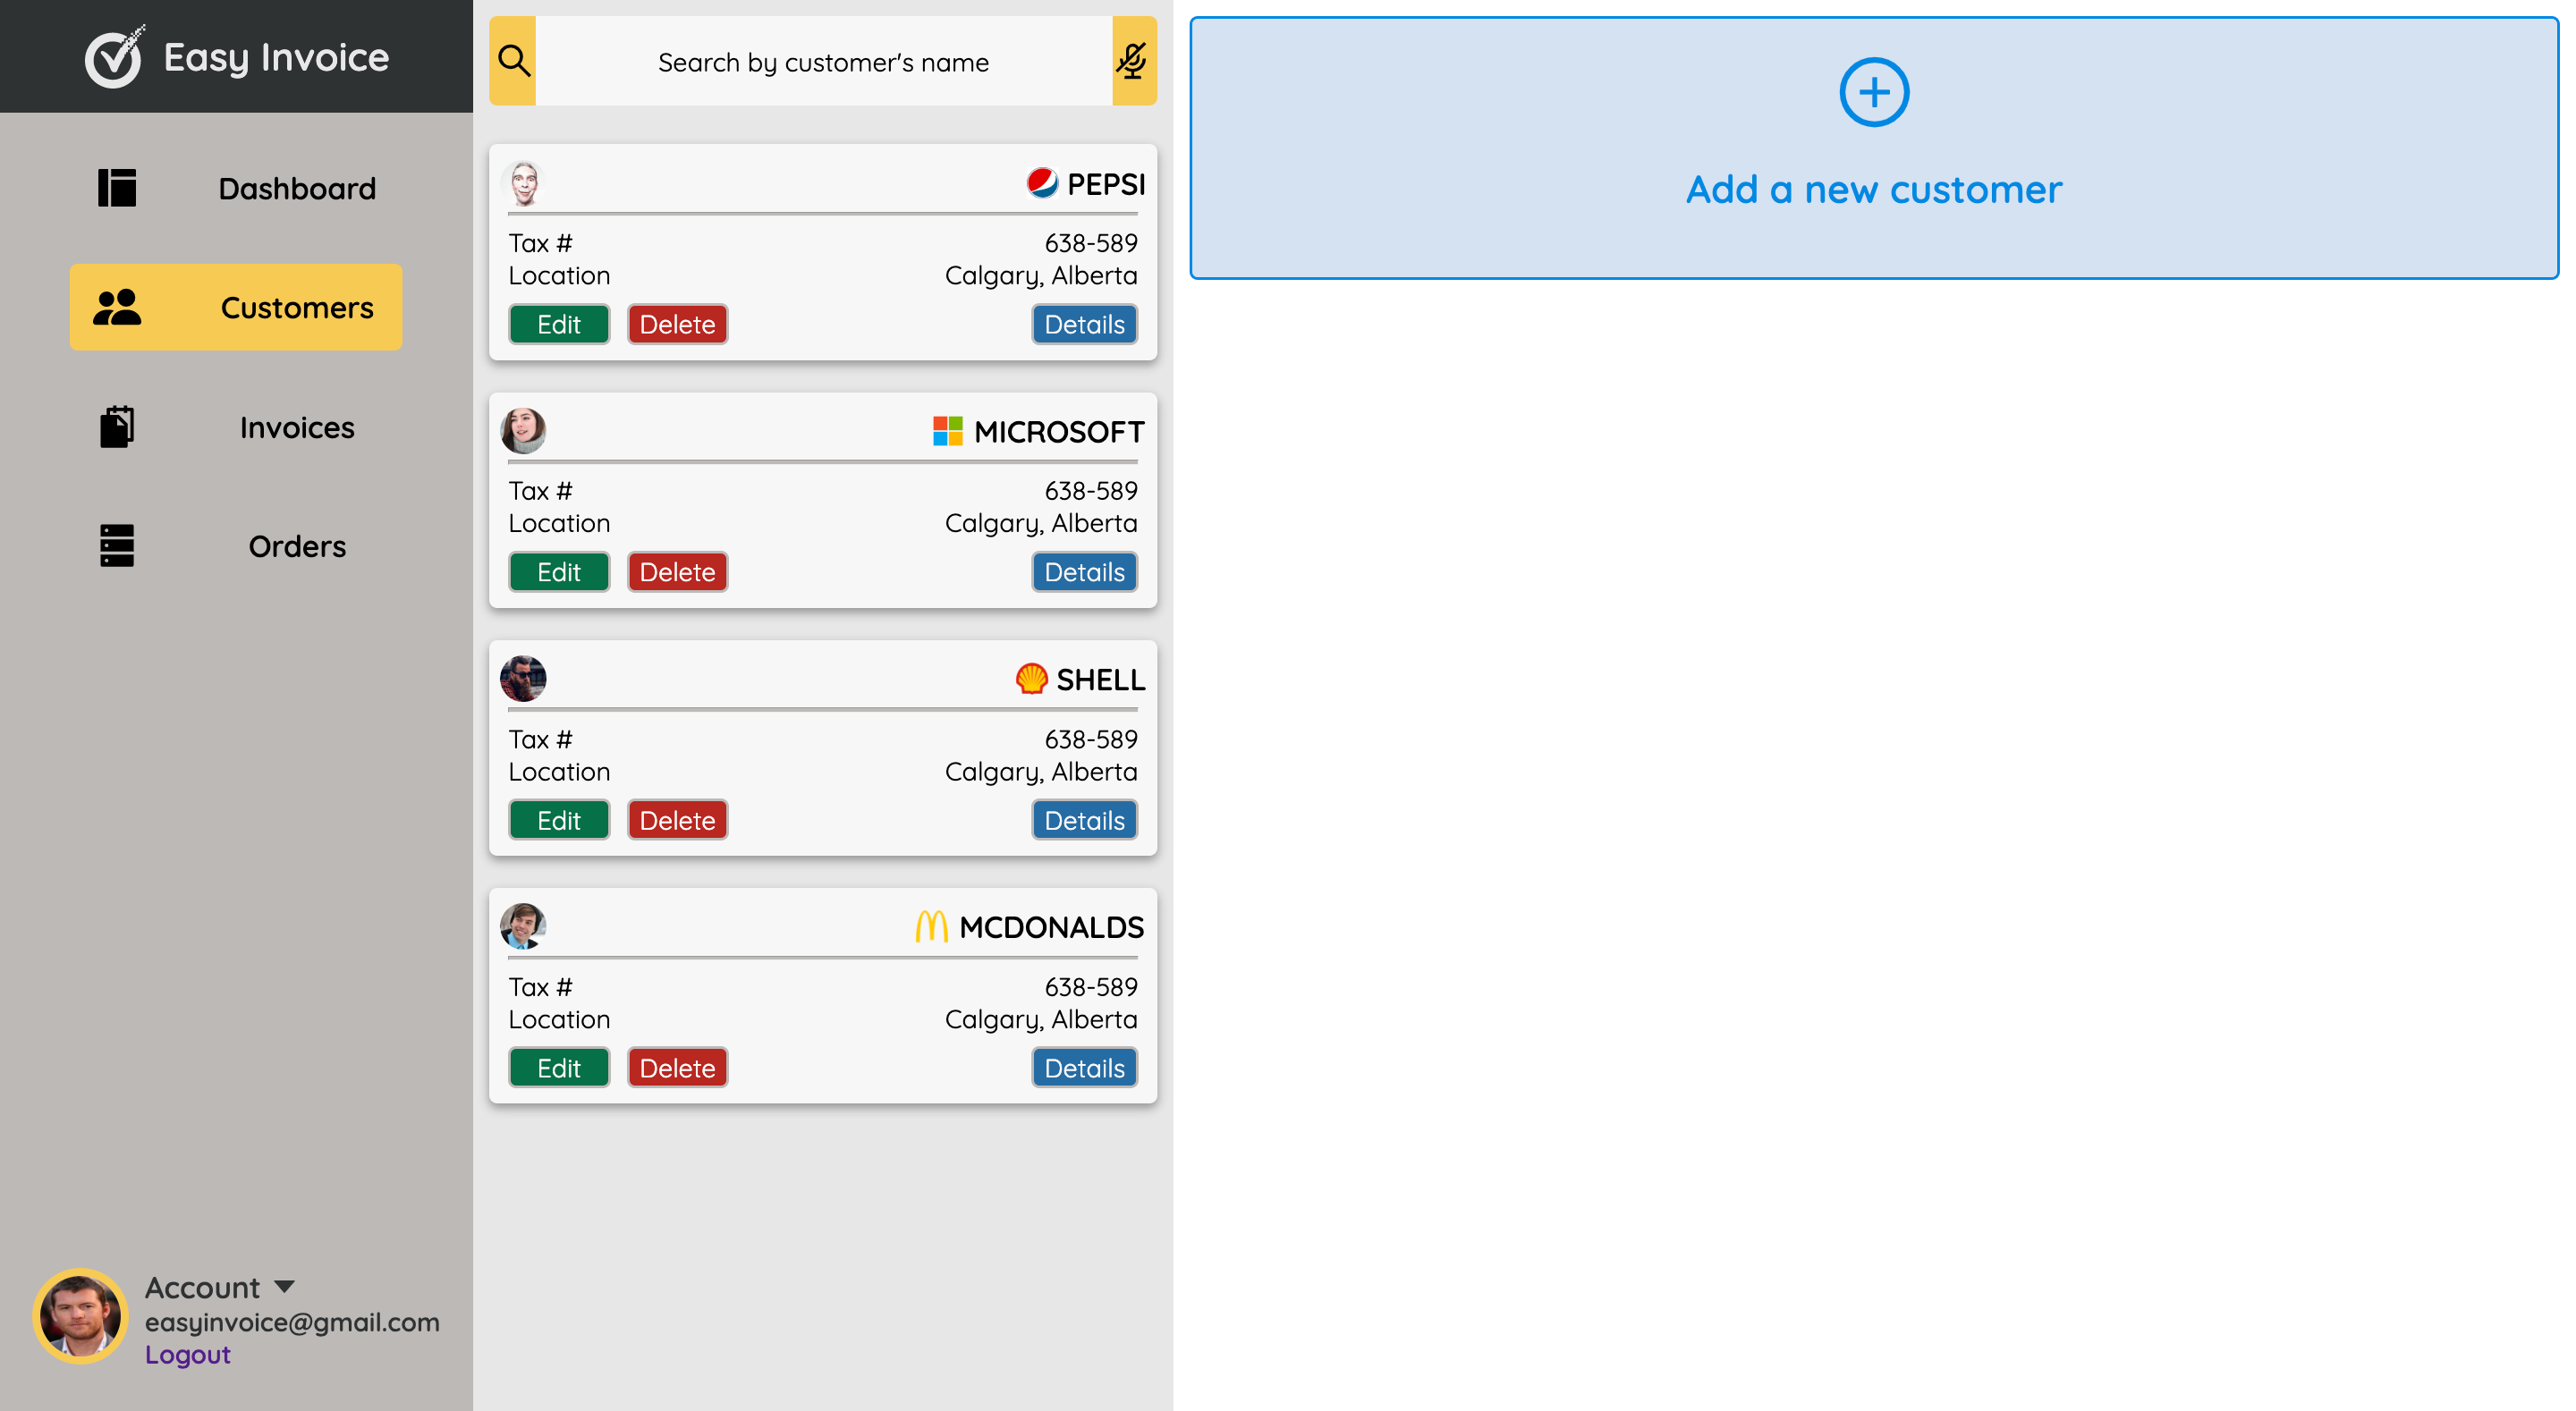 Easy Invoice
Dashboard
Customers
Invoices
Orders
Account
easyinvoice@gmail.com
Logout
Search by customer's name
PEPSI
Tax # 638-589
Location Calgary, Alberta
Edit Delete Details
MICROSOFT
Tax # 638-589
Location Calgary, Alberta
Edit Delete Details
SHELL
Tax # 638-589
Location Calgary, Alberta
Edit Delete Details
MCDONALDS
Tax # 638-589
Location Calgary, Alberta
Edit Delete Details
Add a new customer